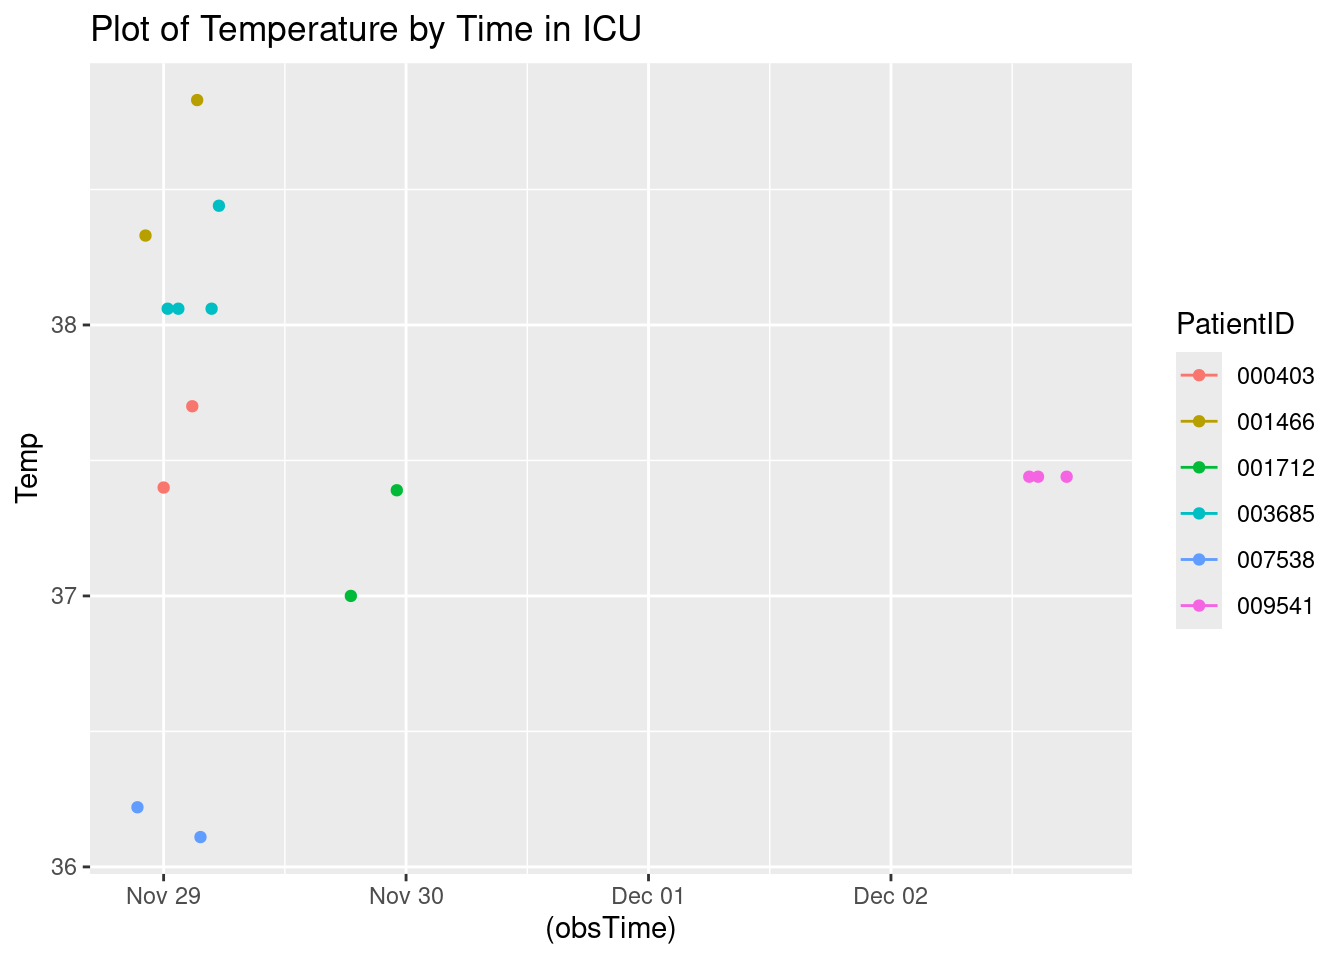 Plot of Temperature by Time in ICU
Temp
38
37
36
Nov 29
Nov 30
Dec 01
Dec 02
(obsTime)
PatientID
000403
001466
001712
003685
007538
009541